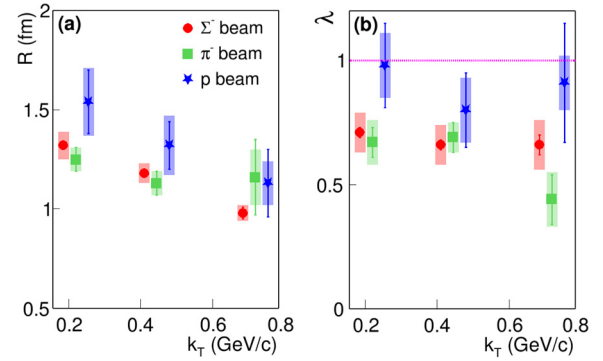 R (fm)
2
1.5
1
0.5
(a)
Σ⁻ beam
π⁻ beam
p beam
0.2 0.4 0.6 0.8
k_T (GeV/c)
λ
1
0.5
0
(b)
0.2 0.4 0.6 0.8
k_T (GeV/c)